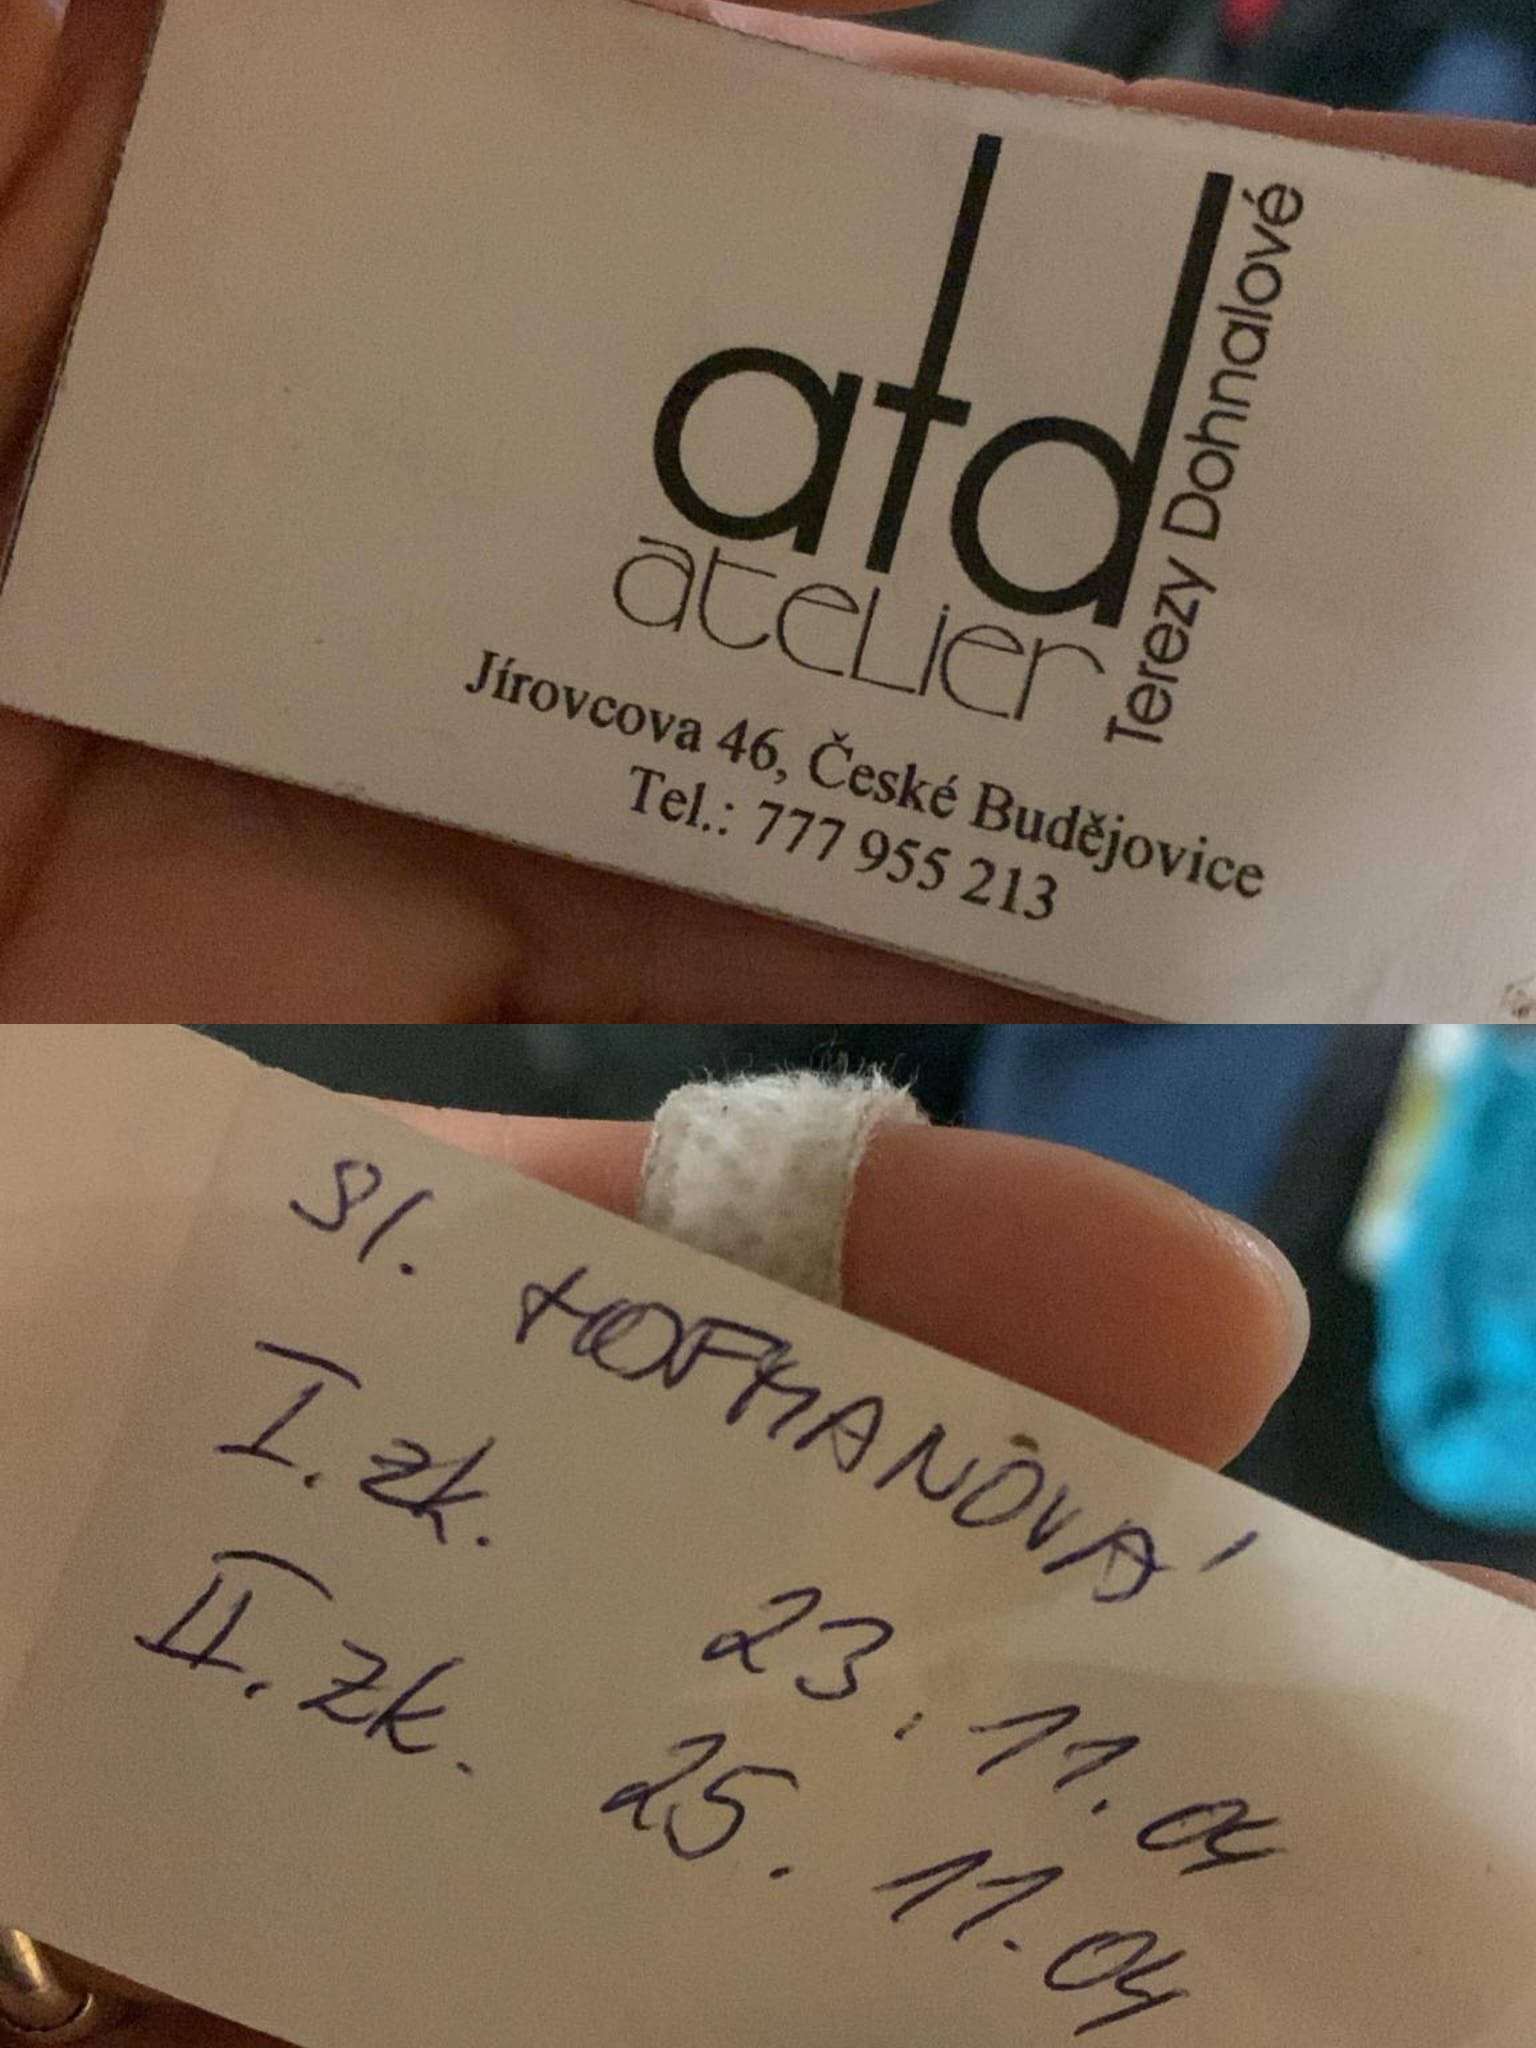 atd
atelier
Terezy Dohnalové
Jírovcova 46, České Budějovice
Tel.: 777 955 213
Sl. HOFMANOVÁ
I. zk. 23. 11. 04
II. zk. 25. 11. 04